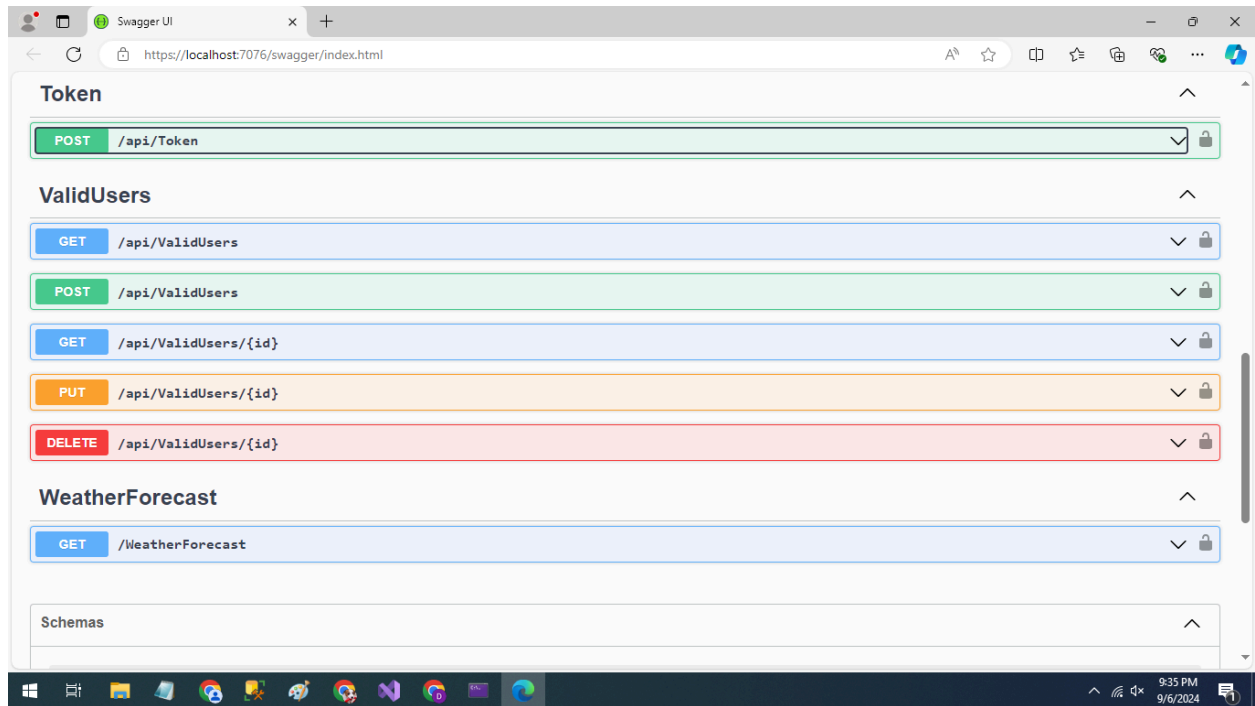 Swagger UI
https://localhost:7076/swagger/index.html
Token
POST /api/Token
ValidUsers
GET /api/ValidUsers
POST /api/ValidUsers
GET /api/ValidUsers/{id}
PUT /api/ValidUsers/{id}
DELETE /api/ValidUsers/{id}
WeatherForecast
GET /WeatherForecast
Schemas
9:35 PM
9/6/2024